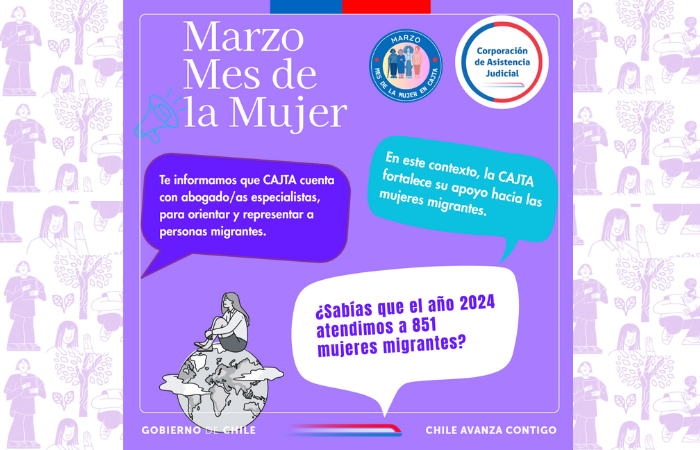 Marzo
Mes de
la Mujer
MARZO
MES DE LA MUJER EN CAJTA
Corporación
de Asistencia
Judicial
Te informamos que CAJTA cuenta
con abogado/as especialistas,
para orientar y representar a
personas migrantes.
En este contexto, la CAJTA
fortalece su apoyo hacia las
mujeres migrantes.
¿Sabías que el año 2024
atendimos a 851
mujeres migrantes?
GOBIERNO DE CHILE
CHILE AVANZA CONTIGO